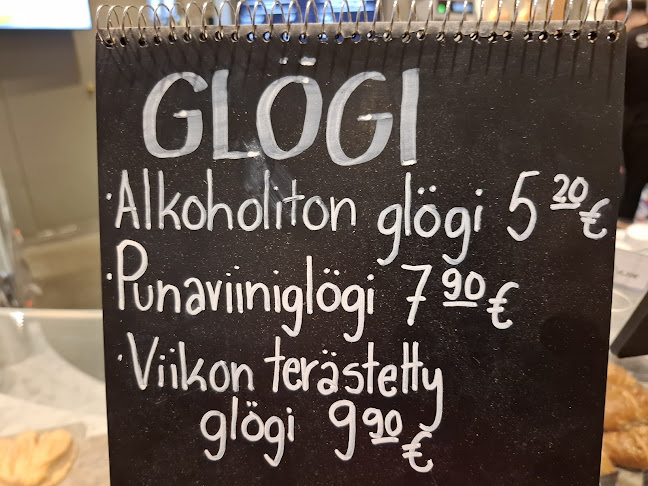 GLÖGI
·Alkoholiton glögi 5 20 €
·Punaviiniglögi 7 90 €
·Viikon terästetty
glögi 9 90 €